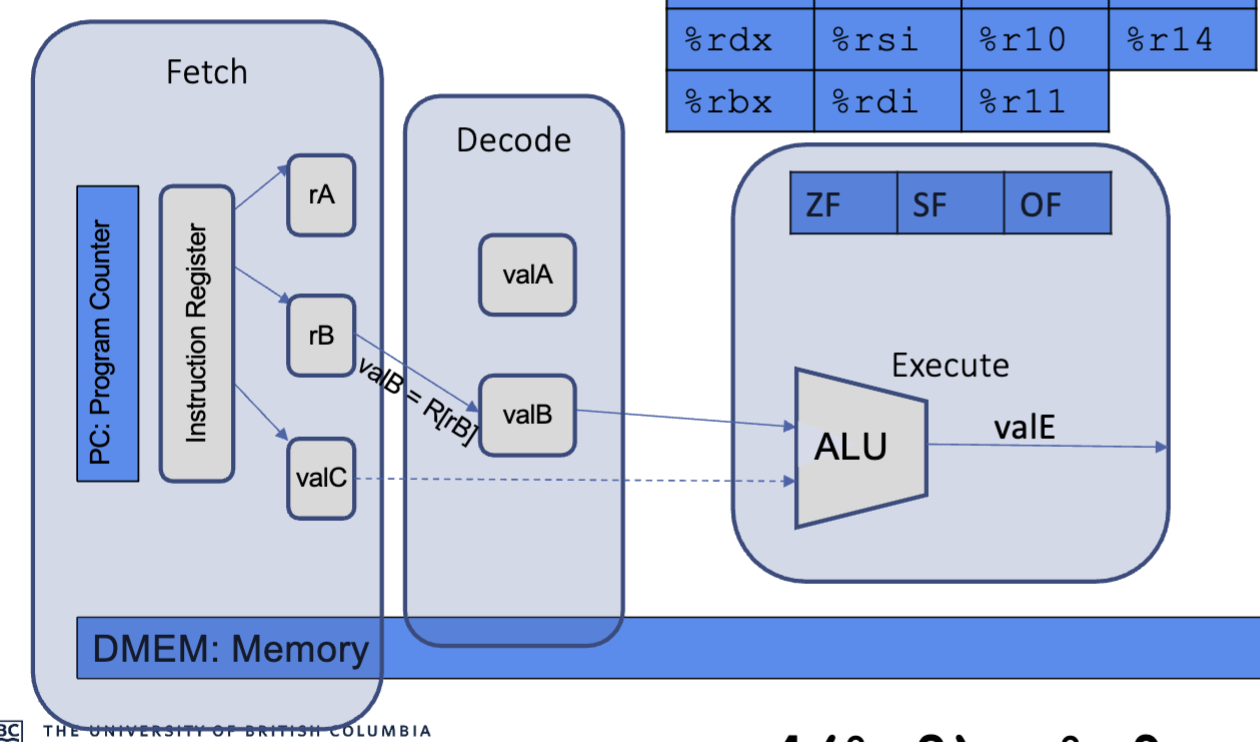 %rdx %rsi %r10 %r14
%rbx %rdi %r11
Fetch
PC: Program Counter
Instruction Register
rA
rB
valC
valB = R[rB]
Decode
valA
valB
ZF SF OF
Execute
ALU
valE
DMEM: Memory
BC THE UNIVERSITY OF BRITISH COLUMBIA